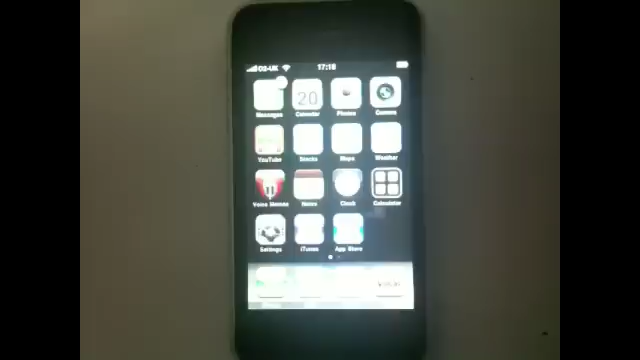 O2-UK 17:18
20
Messages Calendar Photos Camera
YouTube Stocks Maps Weather
Voice Memos Notes Clock Calculator
Settings iTunes App Store